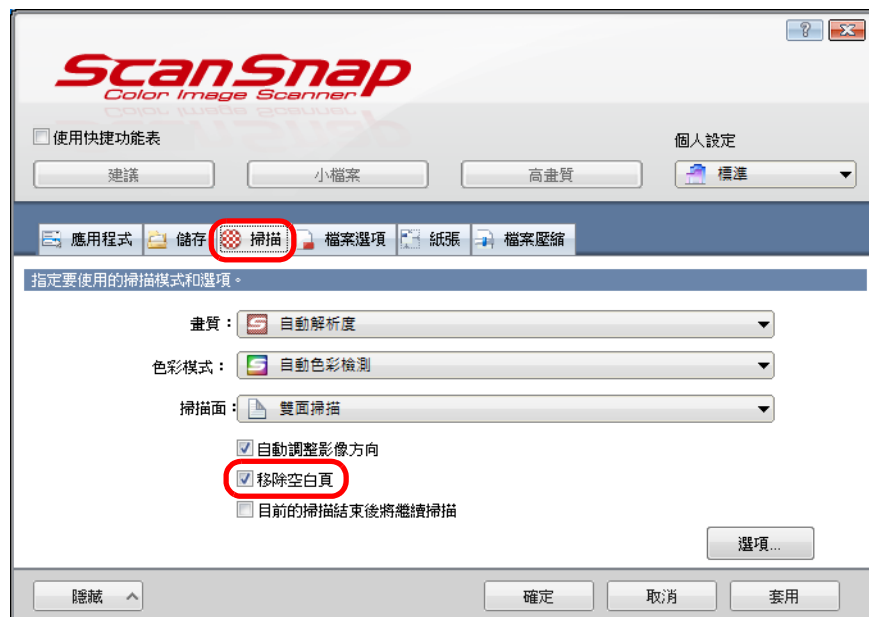 ScanSnap
Color Image Scanner
使用快捷功能表
個人設定
建議 小檔案 高畫質 標準
應用程式 儲存 掃描 檔案選項 紙張 檔案壓縮
指定要使用的掃描模式和選項。
畫質： 自動解析度
色彩模式： 自動色彩檢測
掃描面： 雙面掃描
自動調整影像方向
移除空白頁
目前的掃描結束後將繼續掃描
選項...
隱藏 確定 取消 套用